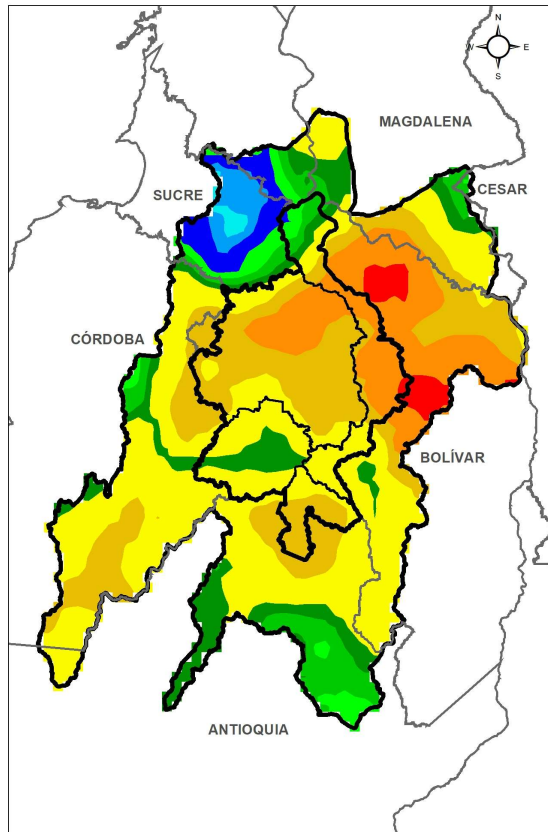 N
W E
S
MAGDALENA
SUCRE
CESAR
CÓRDOBA
BOLÍVAR
ANTIOQUIA